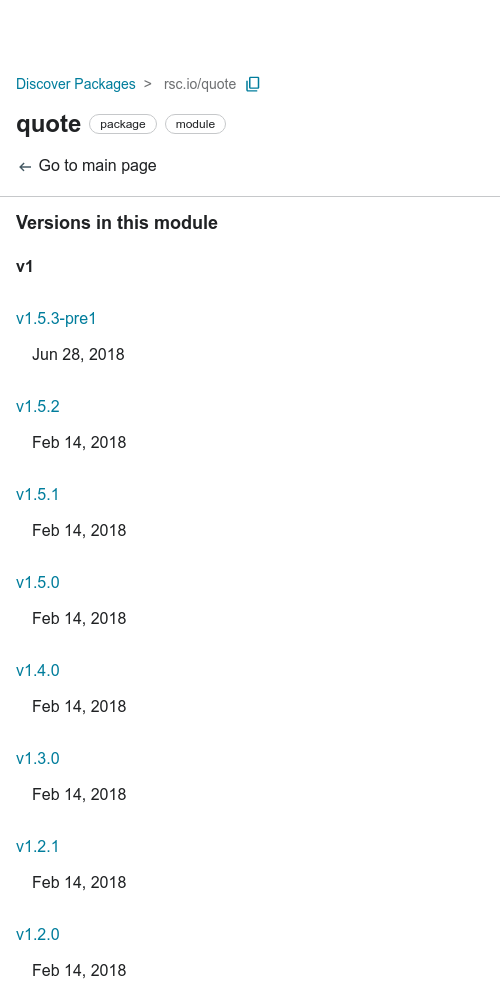 Discover Packages > rsc.io/quote
quote package module
← Go to main page
Versions in this module
v1
v1.5.3-pre1
Jun 28, 2018
v1.5.2
Feb 14, 2018
v1.5.1
Feb 14, 2018
v1.5.0
Feb 14, 2018
v1.4.0
Feb 14, 2018
v1.3.0
Feb 14, 2018
v1.2.1
Feb 14, 2018
v1.2.0
Feb 14, 2018